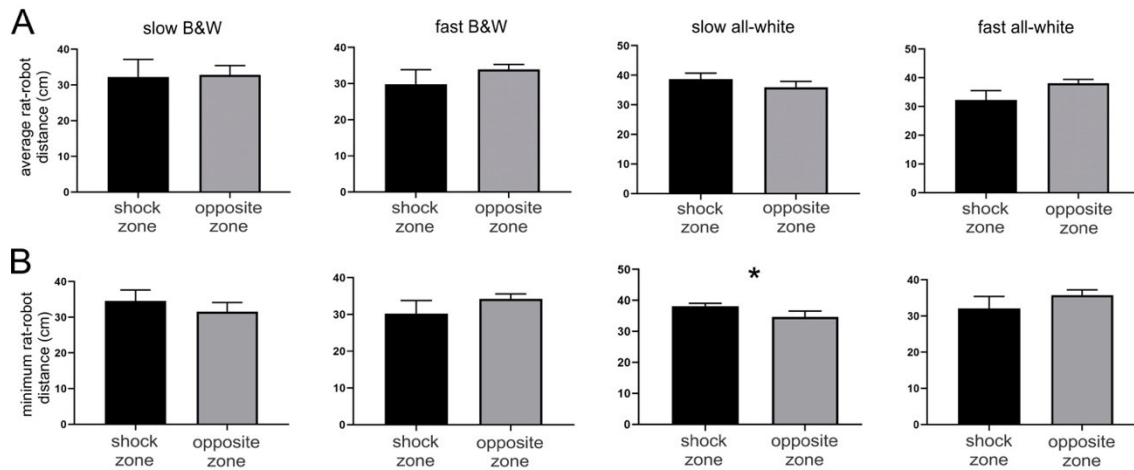 A
slow B&W
fast B&W
slow all-white
fast all-white
average rat-robot
distance (cm)
40
30
20
10
0
shock
zone
opposite
zone
40
30
20
10
0
shock
zone
opposite
zone
50
40
30
20
10
0
shock
zone
opposite
zone
50
40
30
20
10
0
shock
zone
opposite
zone
B
minimum rat-robot
distance (cm)
40
30
20
10
0
shock
zone
opposite
zone
40
30
20
10
0
shock
zone
opposite
zone
50
40
30
20
10
0
*
shock
zone
opposite
zone
40
30
20
10
0
shock
zone
opposite
zone